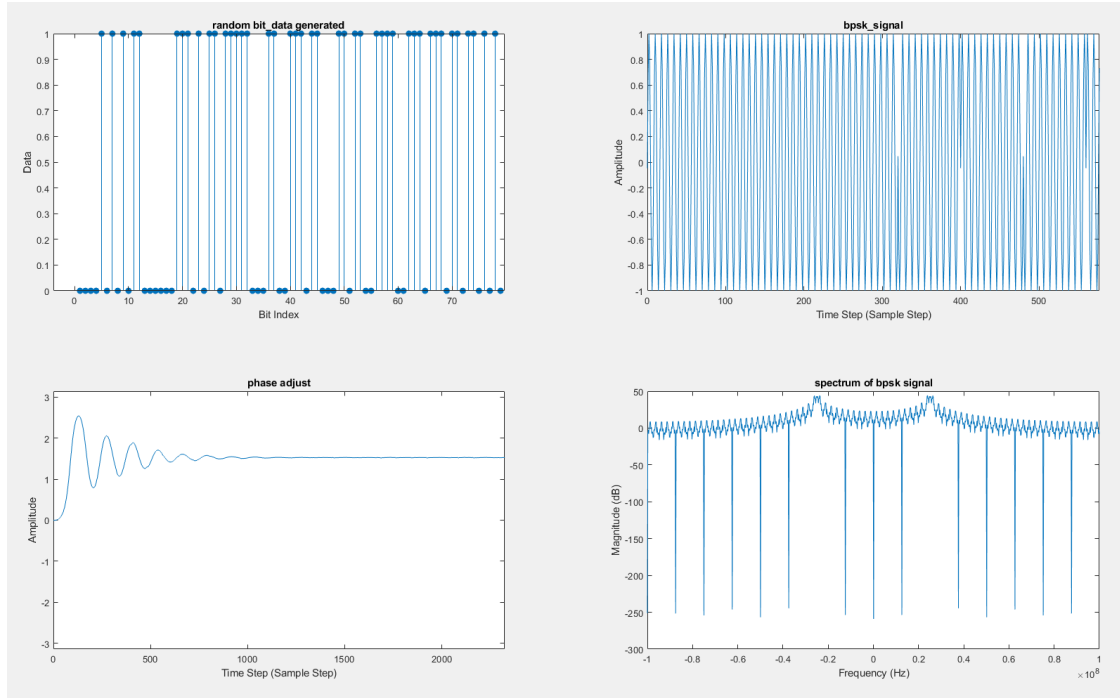 random bit_data generated
1
0.9
0.8
0.7
0.6
0.5
0.4
0.3
0.2
0.1
0
Data
0 10 20 30 40 50 60 70
Bit Index
bpsk_signal
1
0.8
0.6
0.4
0.2
0
-0.2
-0.4
-0.6
-0.8
-1
Amplitude
0 100 200 300 400 500
Time Step (Sample Step)
phase adjust
3
2
1
0
-1
-2
-3
Amplitude
0 500 1000 1500 2000
Time Step (Sample Step)
spectrum of bpsk signal
50
0
-50
-100
-150
-200
-250
-300
Magnitude (dB)
-1 -0.8 -0.6 -0.4 -0.2 0 0.2 0.4 0.6 0.8 1
Frequency (Hz)
× 10⁸